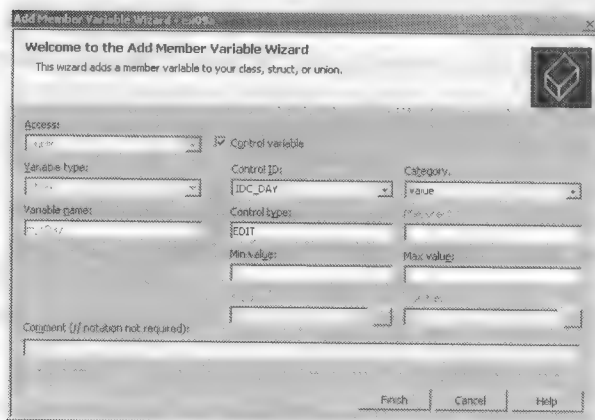 Add Member Variable Wizard - ex09a
Welcome to the Add Member Variable Wizard
This wizard adds a member variable to your class, struct, or union.
Access:
Control variable
Variable type:
Control ID:
Category:
IDC_DAY
value
Variable name:
Control type:
EDIT
Min value:
Max value:
Comment (// notation not required):
Finish
Cancel
Help